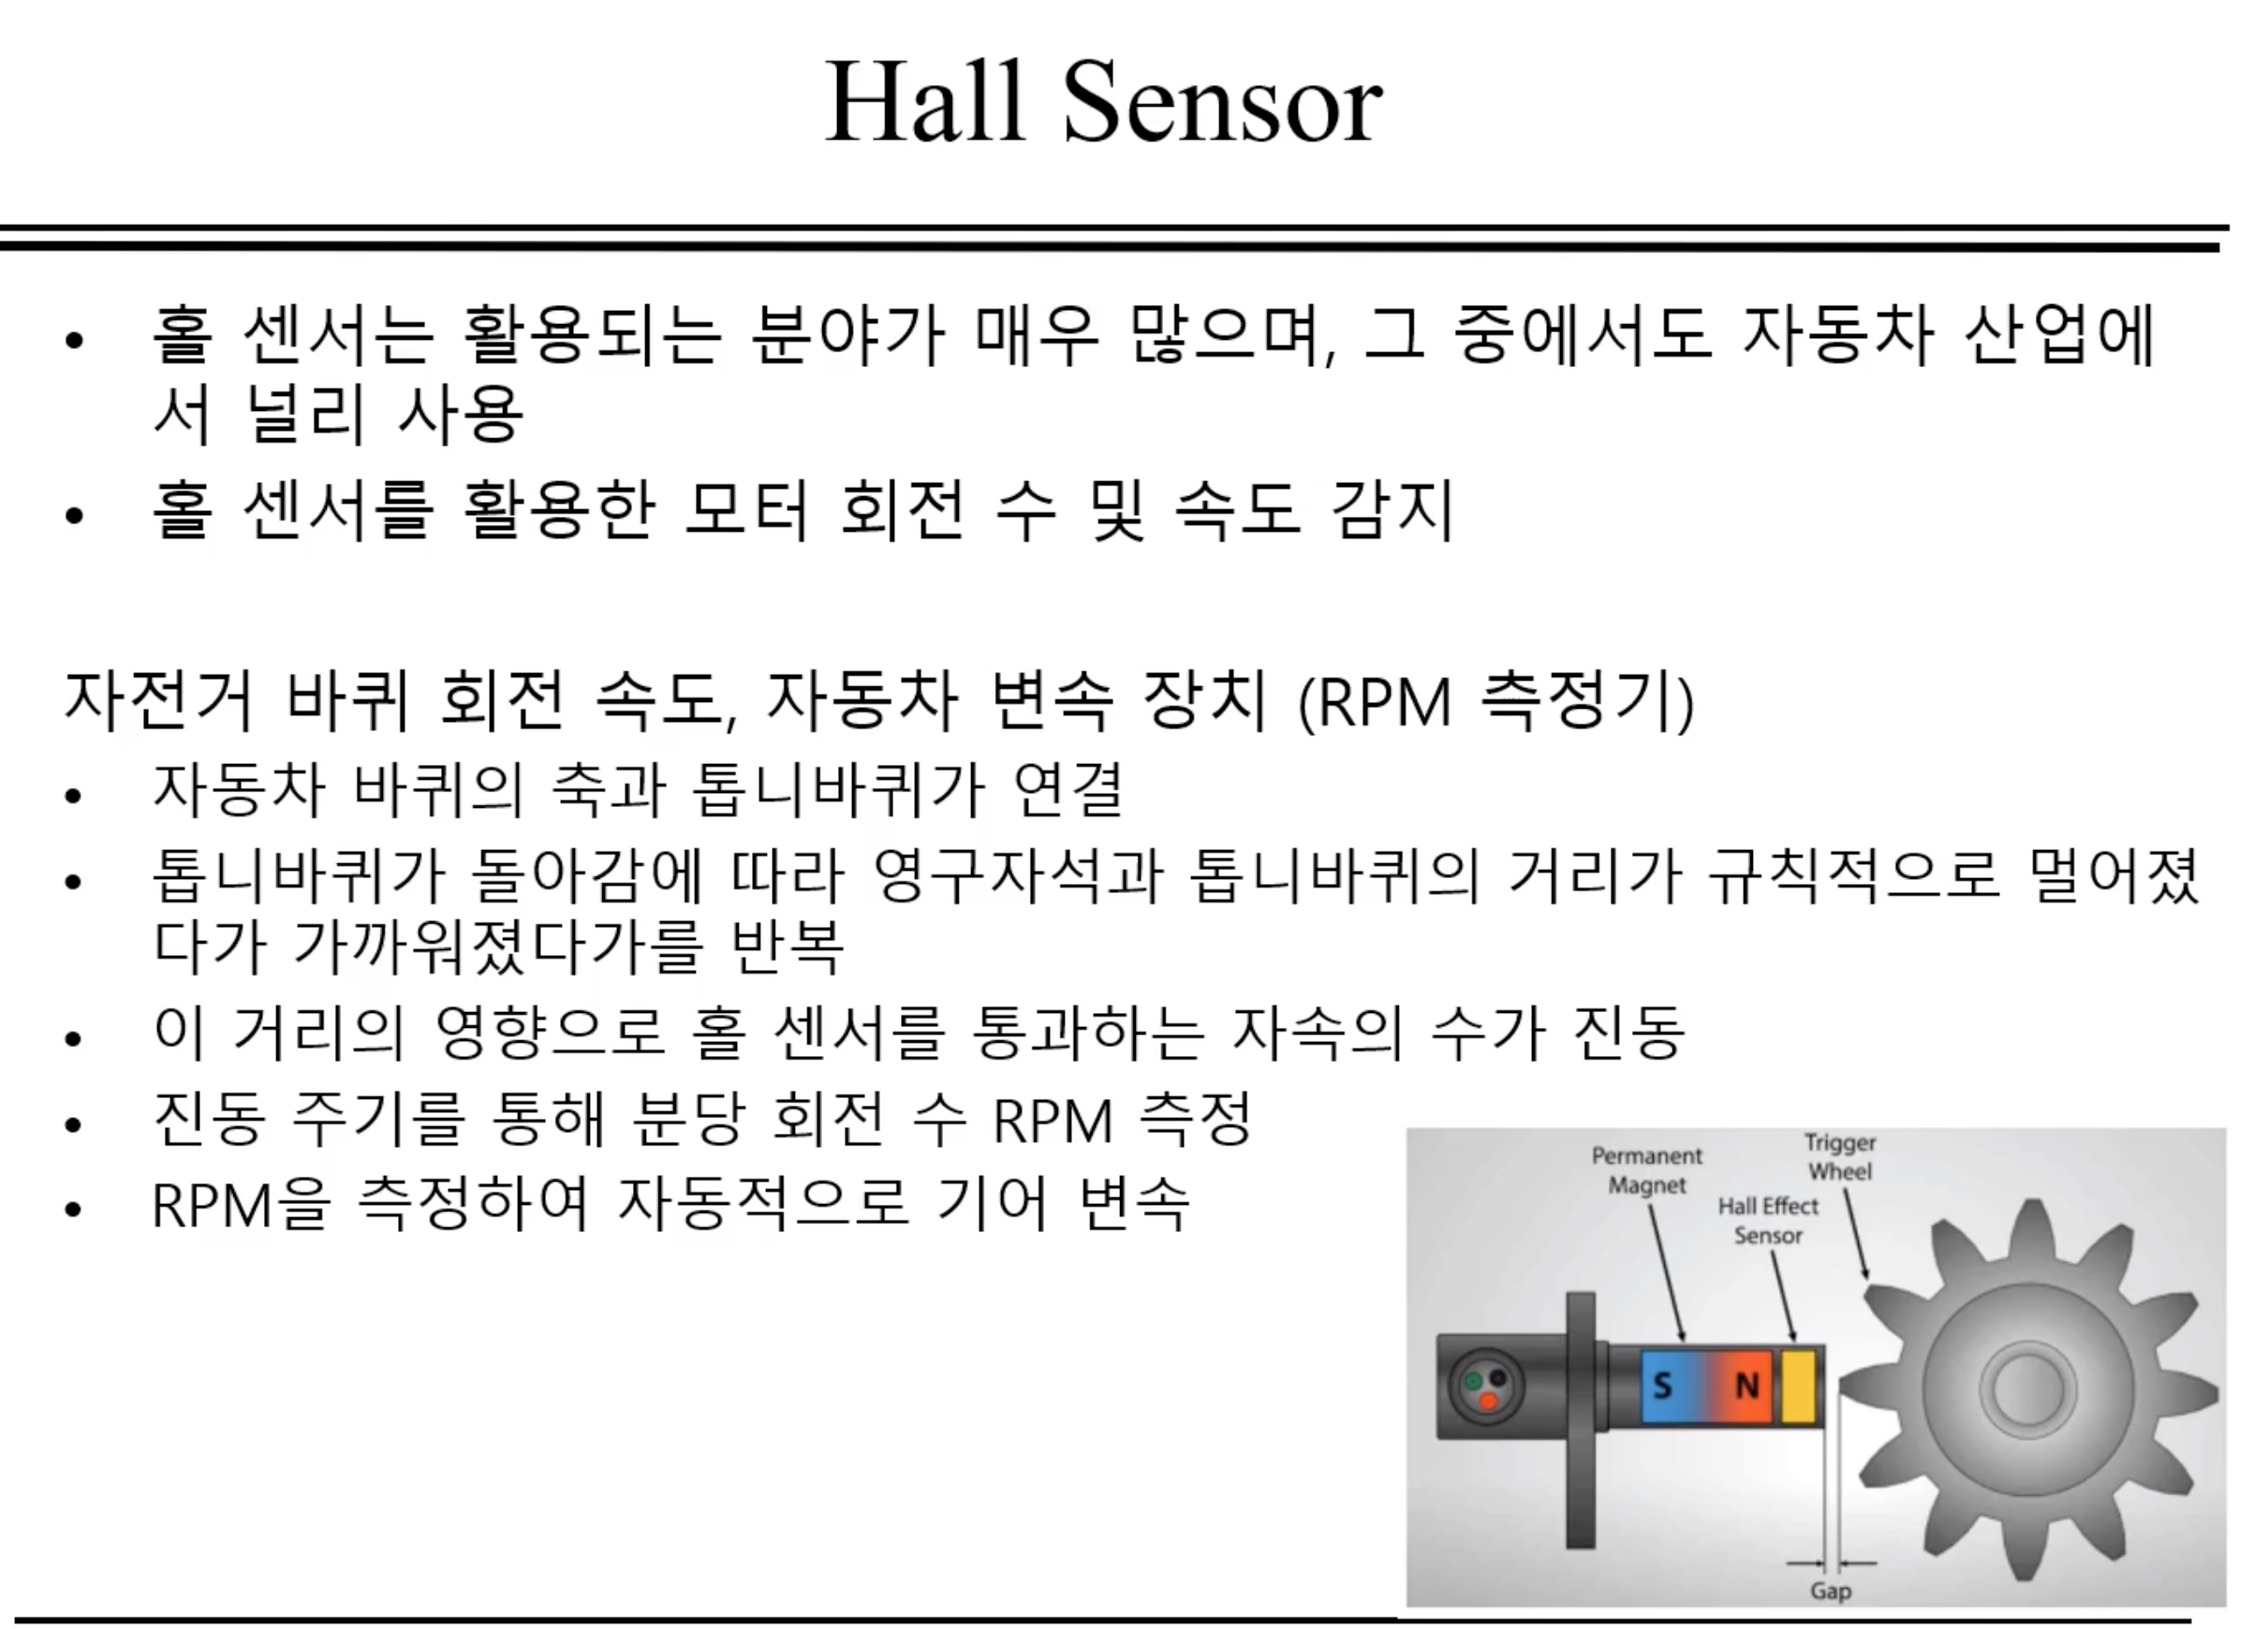 Hall Sensor
• 홀 센서는 활용되는 분야가 매우 많으며, 그 중에서도 자동차 산업에
서 널리 사용
• 홀 센서를 활용한 모터 회전 수 및 속도 감지
자전거 바퀴 회전 속도, 자동차 변속 장치 (RPM 측정기)
• 자동차 바퀴의 축과 톱니바퀴가 연결
• 톱니바퀴가 돌아감에 따라 영구자석과 톱니바퀴의 거리가 규칙적으로 멀어졌
다가 가까워졌다가를 반복
• 이 거리의 영향으로 홀 센서를 통과하는 자속의 수가 진동
• 진동 주기를 통해 분당 회전 수 RPM 측정
• RPM을 측정하여 자동적으로 기어 변속
Permanent
Magnet
Trigger
Wheel
Hall Effect
Sensor
S N
Gap